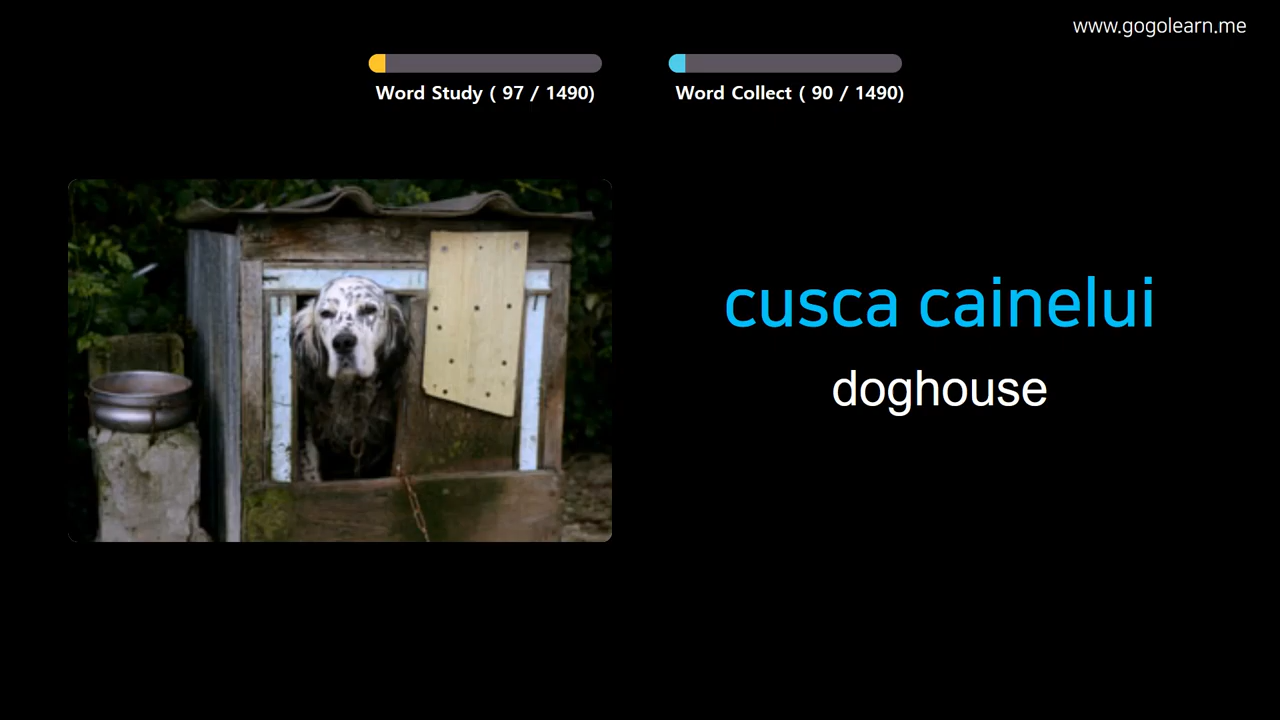 www.gogolearn.me
Word Study ( 97 / 1490)
Word Collect ( 90 / 1490)
cusca cainelui
doghouse